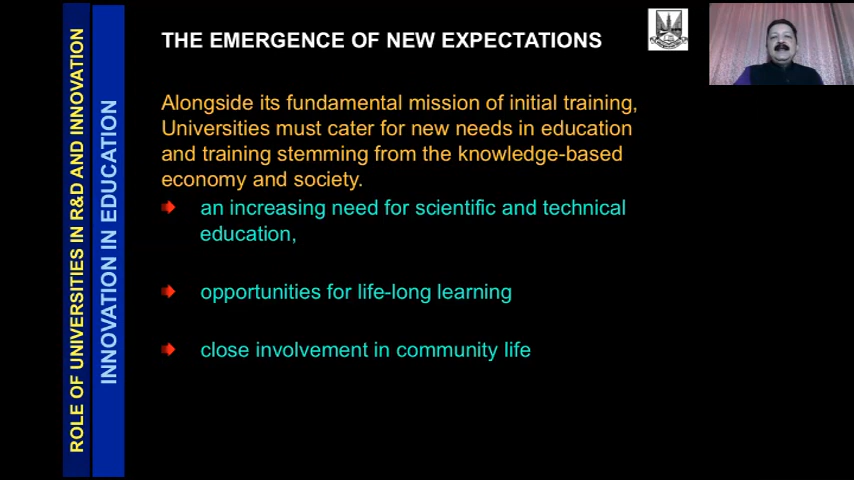 THE EMERGENCE OF NEW EXPECTATIONS
Alongside its fundamental mission of initial training,
Universities must cater for new needs in education
and training stemming from the knowledge-based
economy and society.
an increasing need for scientific and technical
education,
opportunities for life-long learning
close involvement in community life
ROLE OF UNIVERSITIES IN R&D AND INNOVATION
INNOVATION IN EDUCATION